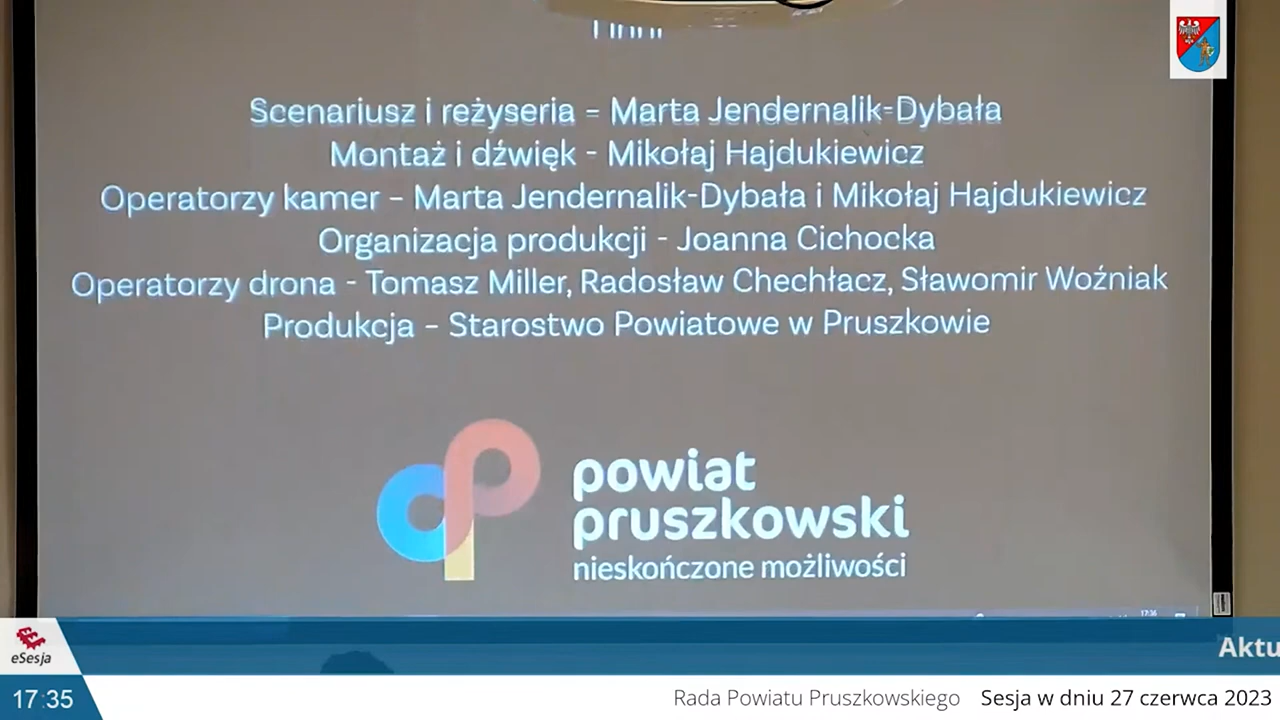 Scenariusz i reżyseria - Marta Jendernalik-Dybała
Montaż i dźwięk - Mikołaj Hajdukiewicz
Operatorzy kamer - Marta Jendernalik-Dybała i Mikołaj Hajdukiewicz
Organizacja produkcji - Joanna Cichocka
Operatorzy drona - Tomasz Miller, Radosław Chechłacz, Sławomir Woźniak
Produkcja - Starostwo Powiatowe w Pruszkowie
powiat
pruszkowski
nieskończone możliwości
17:36
eSesja
Aktu
17:35
Rada Powiatu Pruszkowskiego Sesja w dniu 27 czerwca 2023